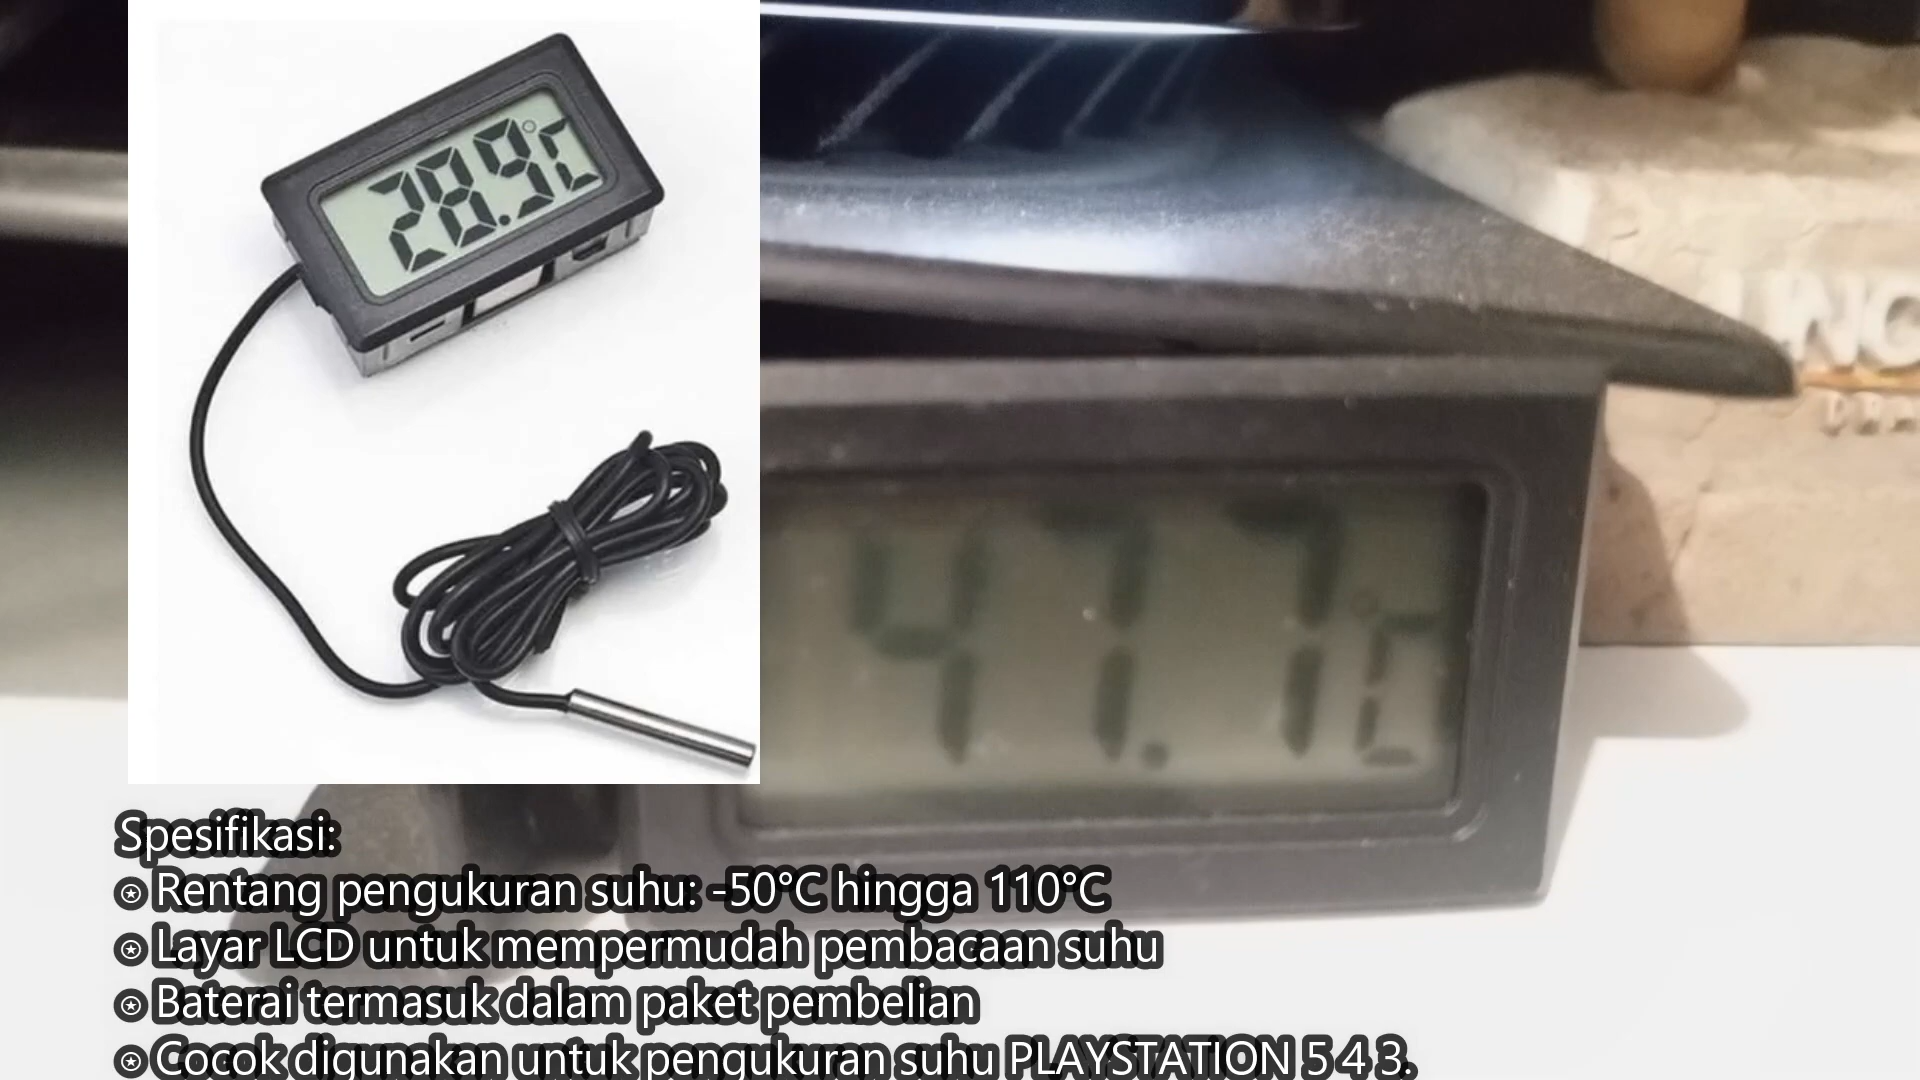 28.9°C
47.7°C
Spesifikasi:
⍟ Rentang pengukuran suhu: -50°C hingga 110°C
⍟ Layar LCD untuk mempermudah pembacaan suhu
⍟ Baterai termasuk dalam paket pembelian
⍟ Cocok digunakan untuk pengukuran suhu PLAYSTATION 5 4 3.